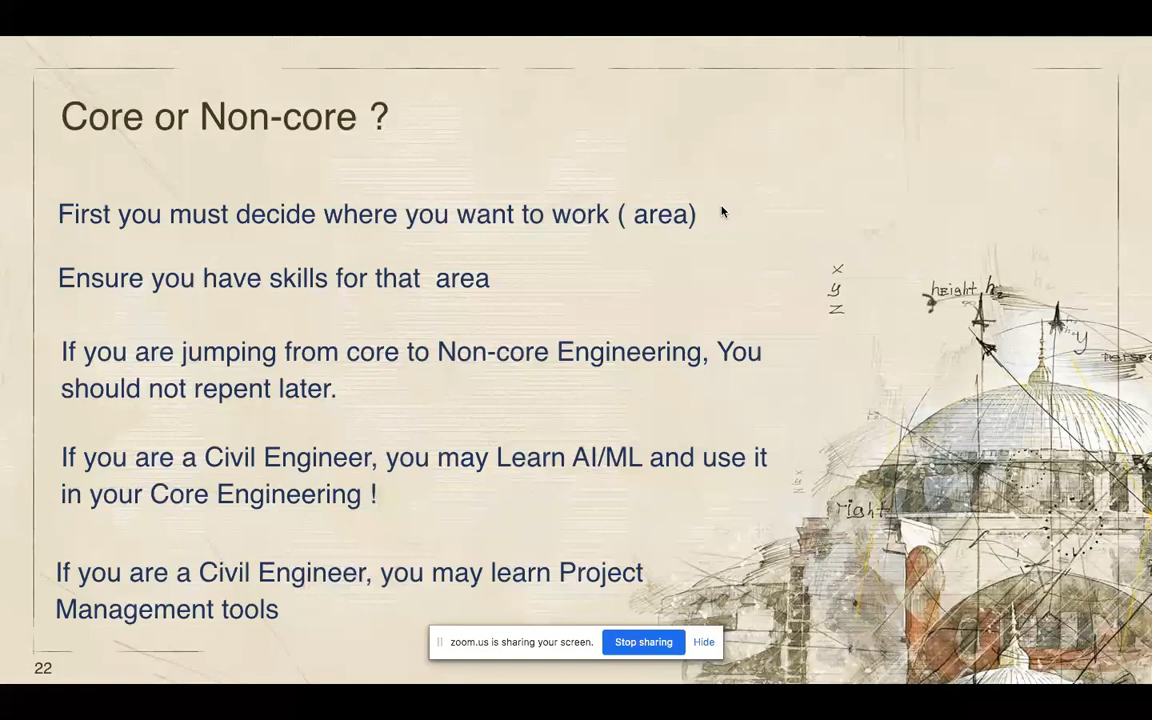 Core or Non-core ?
First you must decide where you want to work ( area)
Ensure you have skills for that  area
If you are jumping from core to Non-core Engineering, You
should not repent later.
If you are a Civil Engineer, you may Learn AI/ML and use it
in your Core Engineering !
If you are a Civil Engineer, you may learn Project
Management tools
x
y
z
height h
y
right
zoom.us is sharing your screen.
Stop sharing
Hide
22